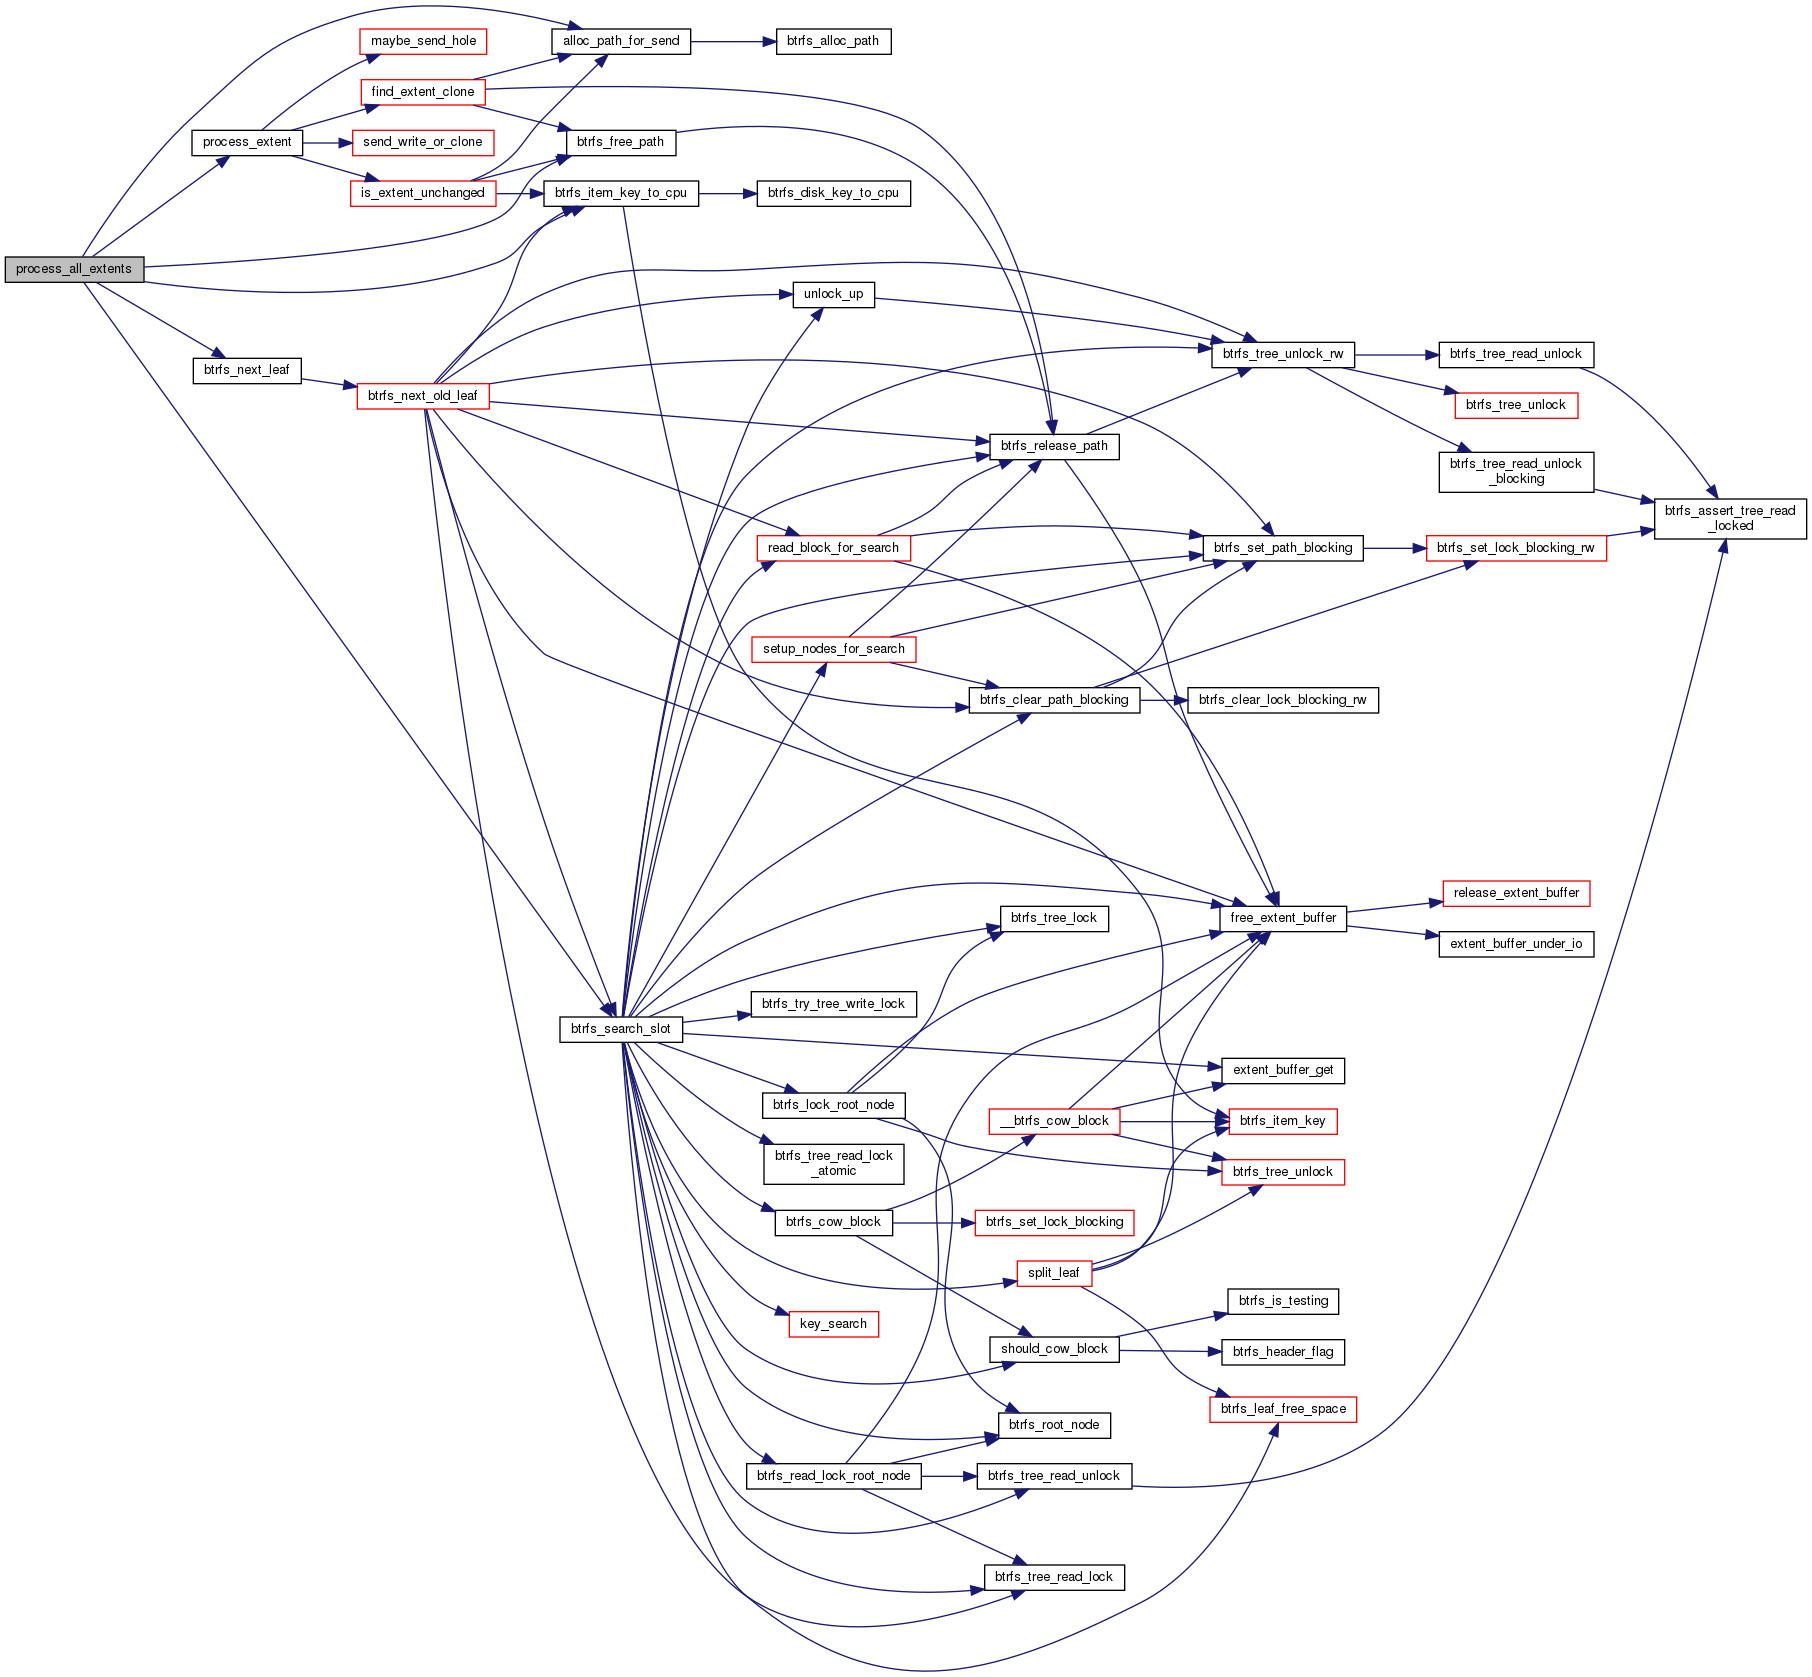 maybe_send_hole
alloc_path_for_send
btrfs_alloc_path
find_extent_clone
process_extent
send_write_or_clone
btrfs_free_path
is_extent_unchanged
btrfs_item_key_to_cpu
btrfs_disk_key_to_cpu
process_all_extents
unlock_up
btrfs_next_leaf
btrfs_tree_unlock_rw
btrfs_tree_read_unlock
btrfs_next_old_leaf
btrfs_tree_unlock
btrfs_release_path
btrfs_tree_read_unlock
_blocking
btrfs_assert_tree_read
_locked
read_block_for_search
btrfs_set_path_blocking
btrfs_set_lock_blocking_rw
setup_nodes_for_search
btrfs_clear_path_blocking
btrfs_clear_lock_blocking_rw
release_extent_buffer
btrfs_tree_lock
free_extent_buffer
extent_buffer_under_io
btrfs_try_tree_write_lock
btrfs_search_slot
extent_buffer_get
btrfs_lock_root_node
__btrfs_cow_block
btrfs_item_key
btrfs_tree_read_lock
_atomic
btrfs_tree_unlock
btrfs_cow_block
btrfs_set_lock_blocking
split_leaf
btrfs_is_testing
key_search
should_cow_block
btrfs_header_flag
btrfs_leaf_free_space
btrfs_root_node
btrfs_read_lock_root_node
btrfs_tree_read_unlock
btrfs_tree_read_lock